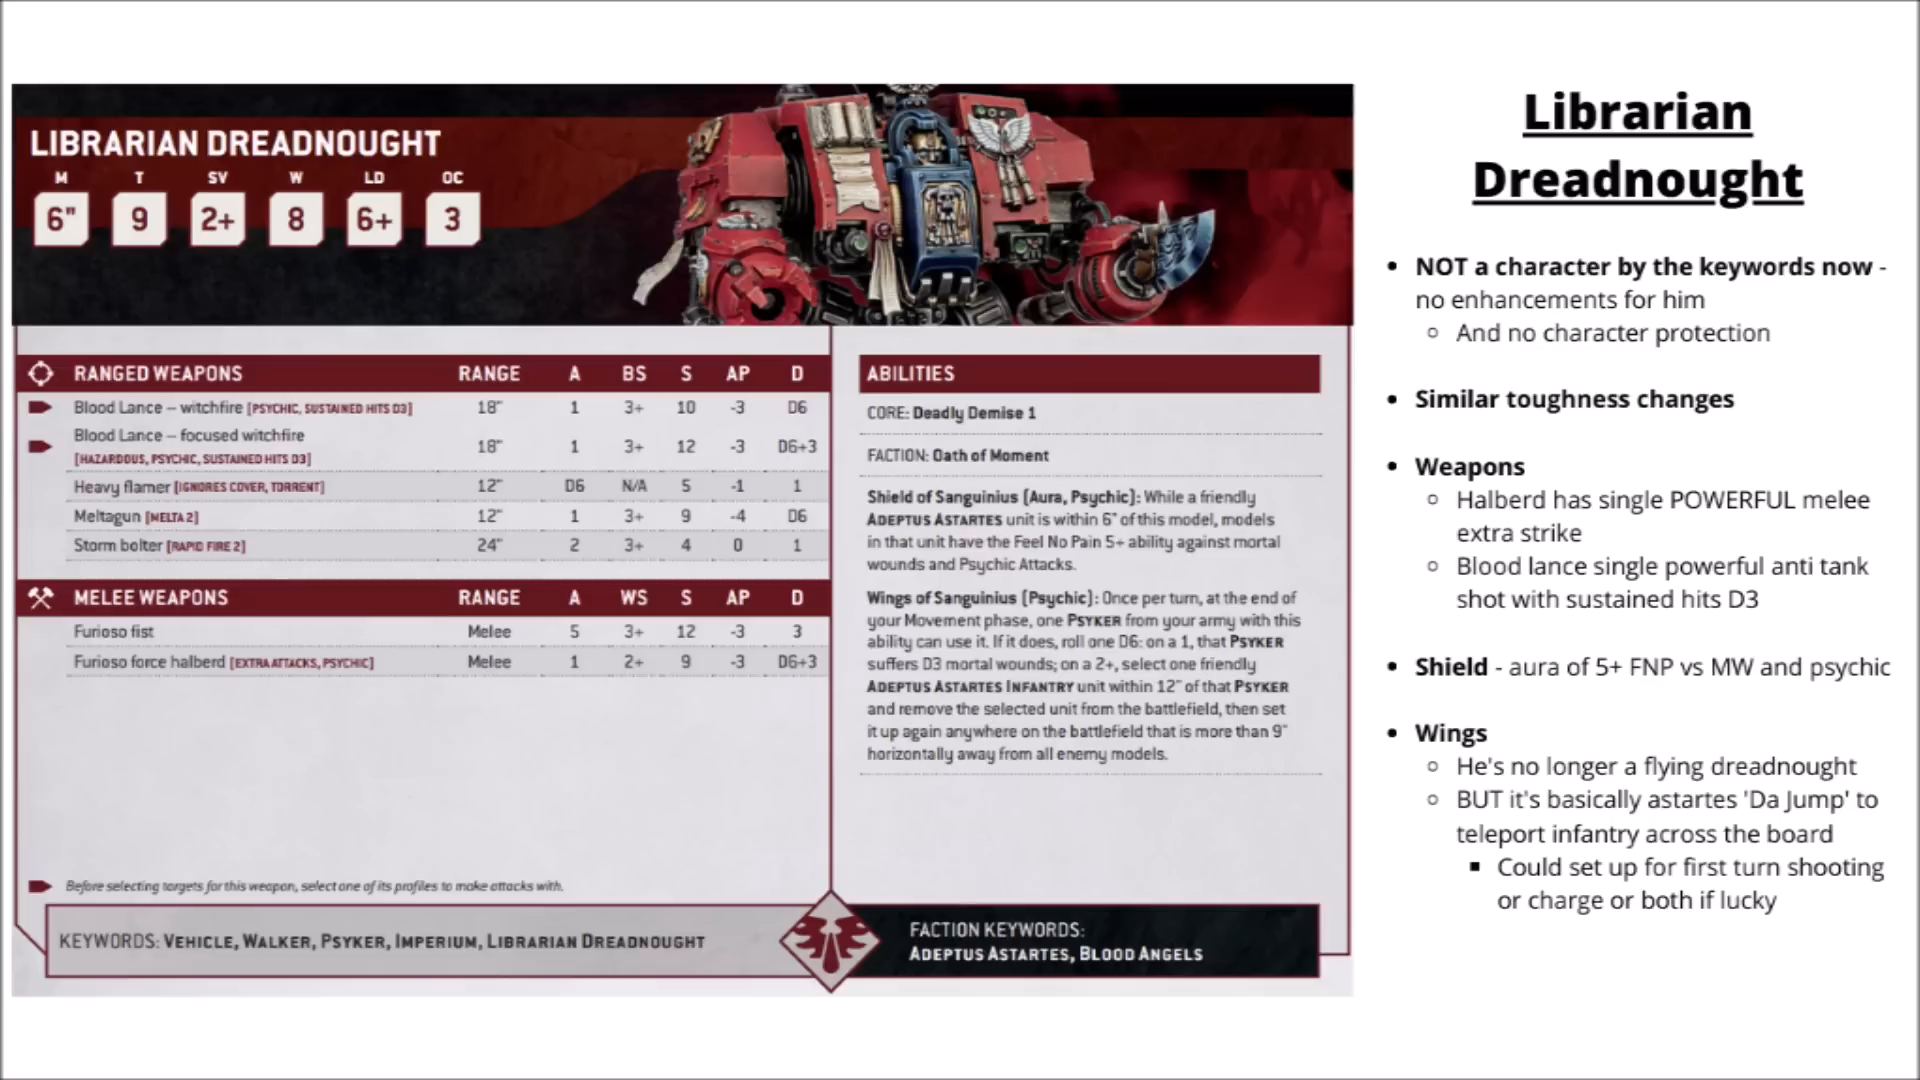 LIBRARIAN DREADNOUGHT
M T SV W LD OC
6" 9 2+ 8 6+ 3
RANGED WEAPONS RANGE A BS S AP D
Blood Lance – witchfire [PSYCHIC, SUSTAINED HITS D3] 18" 1 3+ 10 -3 D6
Blood Lance – focused witchfire
[HAZARDOUS, PSYCHIC, SUSTAINED HITS D3] 18" 1 3+ 12 -3 D6+3
Heavy flamer [IGNORES COVER, TORRENT] 12" D6 N/A 5 -1 1
Meltagun [MELTA 2] 12" 1 3+ 9 -4 D6
Storm bolter [RAPID FIRE 2] 24" 2 3+ 4 0 1
MELEE WEAPONS RANGE A WS S AP D
Furioso fist Melee 5 3+ 12 -3 3
Furioso force halberd [EXTRA ATTACKS, PSYCHIC] Melee 1 2+ 9 -3 D6+3
Before selecting targets for this weapon, select one of its profiles to make attacks with.
KEYWORDS: VEHICLE, WALKER, PSYKER, IMPERIUM, LIBRARIAN DREADNOUGHT
ABILITIES
CORE: Deadly Demise 1
FACTION: Oath of Moment
Shield of Sanguinius (Aura, Psychic): While a friendly
ADEPTUS ASTARTES unit is within 6" of this model, models
in that unit have the Feel No Pain 5+ ability against mortal
wounds and Psychic Attacks.
Wings of Sanguinius (Psychic): Once per turn, at the end of
your Movement phase, one PSYKER from your army with this
ability can use it. If it does, roll one D6: on a 1, that PSYKER
suffers D3 mortal wounds; on a 2+, select one friendly
ADEPTUS ASTARTES INFANTRY unit within 12" of that PSYKER
and remove the selected unit from the battlefield, then set
it up again anywhere on the battlefield that is more than 9"
horizontally away from all enemy models.
FACTION KEYWORDS:
ADEPTUS ASTARTES, BLOOD ANGELS
Librarian
Dreadnought
• NOT a character by the keywords now -
no enhancements for him
○ And no character protection
• Similar toughness changes
• Weapons
○ Halberd has single POWERFUL melee
extra strike
○ Blood lance single powerful anti tank
shot with sustained hits D3
• Shield - aura of 5+ FNP vs MW and psychic
• Wings
○ He's no longer a flying dreadnought
○ BUT it's basically astartes 'Da Jump' to
teleport infantry across the board
▪ Could set up for first turn shooting
or charge or both if lucky